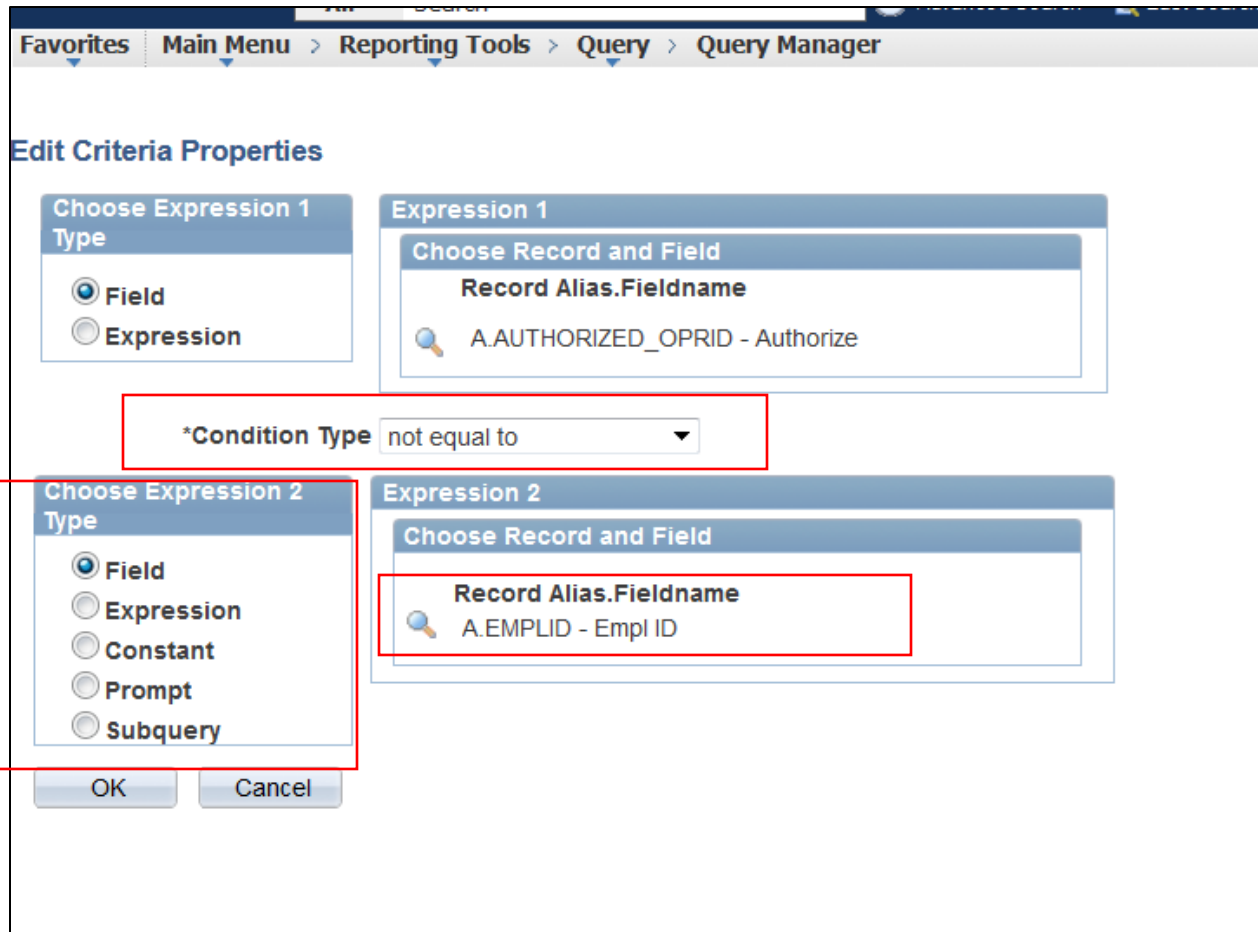 Favorites Main Menu > Reporting Tools > Query > Query Manager
Edit Criteria Properties
Choose Expression 1
Type
Field
Expression
Expression 1
Choose Record and Field
Record Alias.Fieldname
A.AUTHORIZED_OPRID - Authorize
*Condition Type not equal to
Choose Expression 2
Type
Field
Expression
Constant
Prompt
Subquery
Expression 2
Choose Record and Field
Record Alias.Fieldname
A.EMPLID - Empl ID
OK Cancel